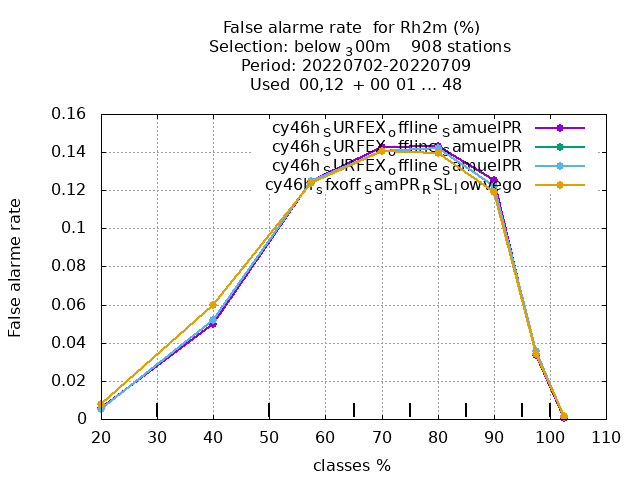 False alarme rate for Rh2m (%)
Selection: below 300m 908 stations
Period: 20220702-20220709
Used 00,12 + 00 01 ... 48
0.16
0.14
0.12
0.1
0.08
0.06
0.04
0.02
0
False alarme rate
cy46h_SURFEX_offline_SamuelPR
cy46h_SURFEX_offline_SamuelPR
cy46h_SURFEX_offline_SamuelPR
20 30 40 50 60 70 80 90 100 110
classes %